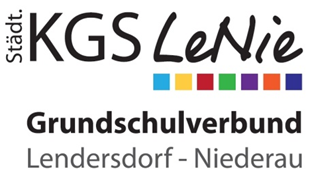 Städt. KGS LeNie
Grundschulverbund
Lendersdorf - Niederau